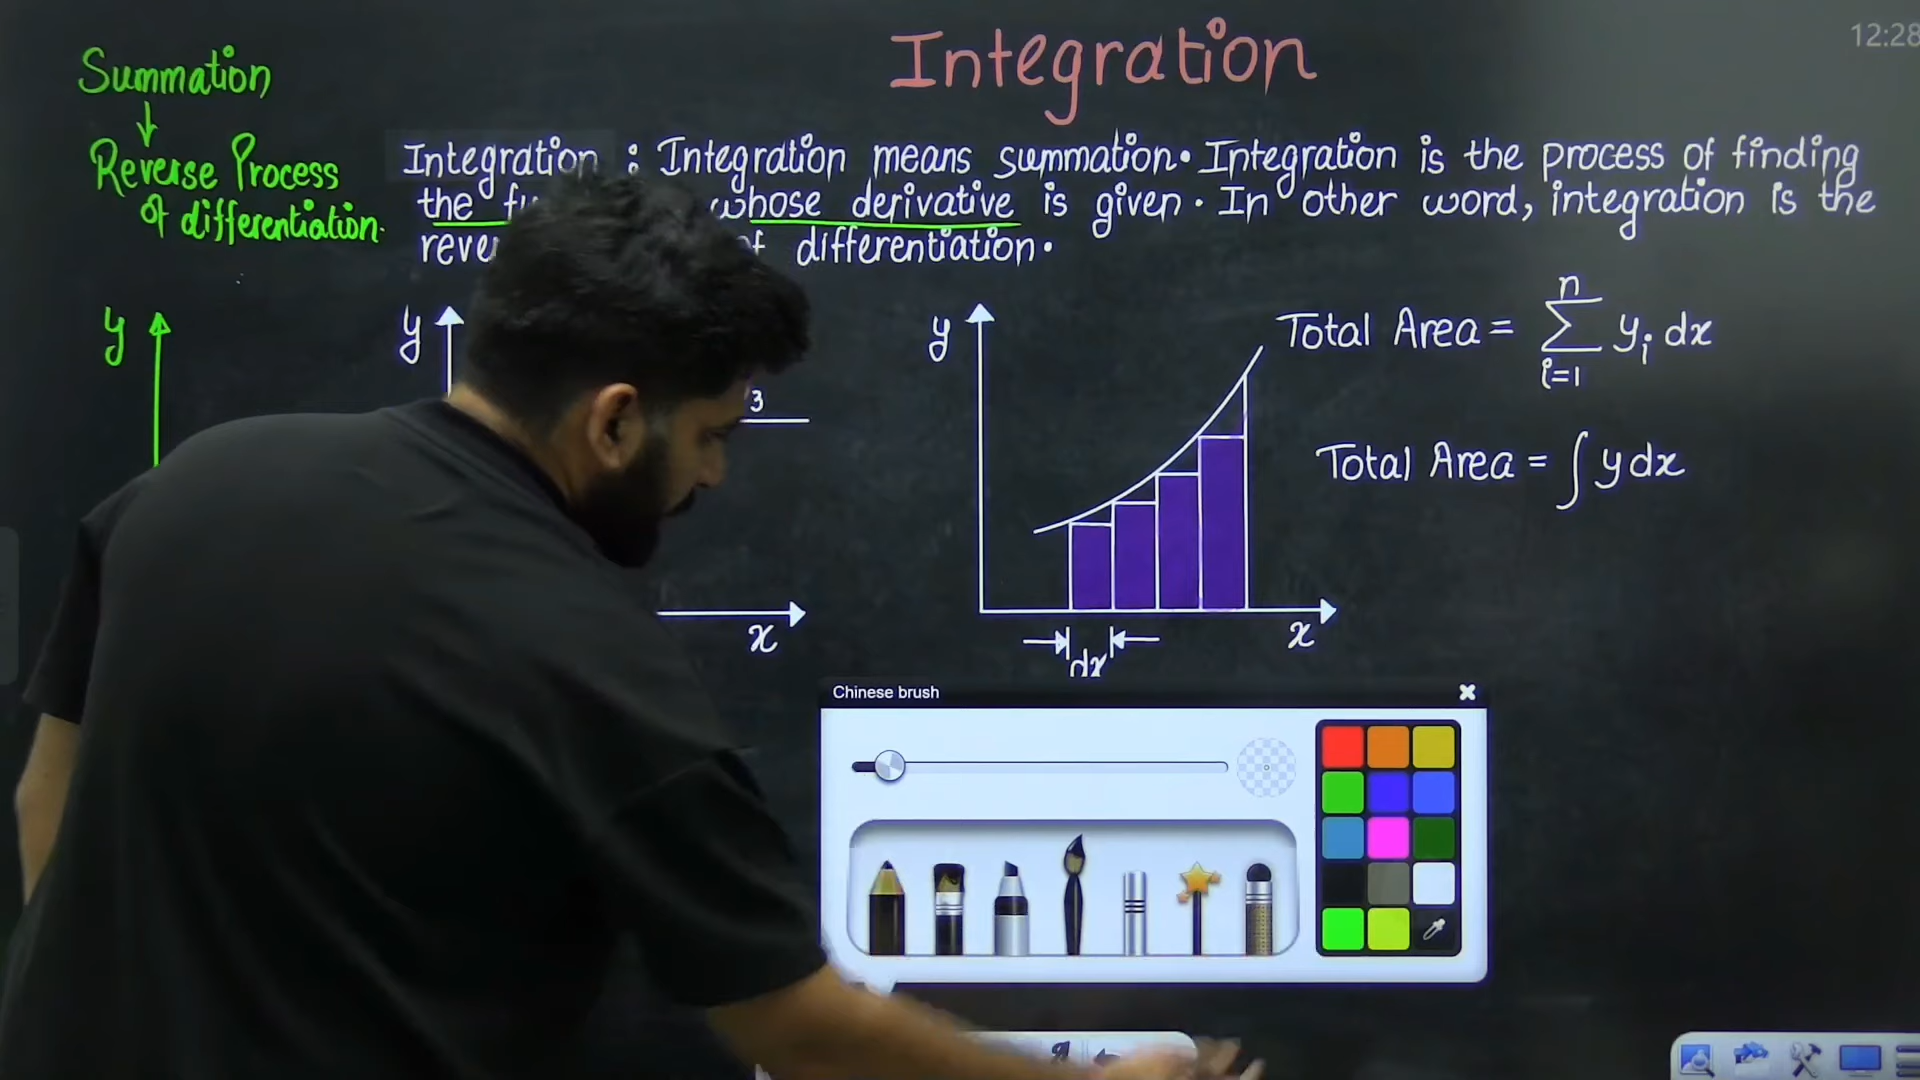 Integration
12:28
Summation
Reverse Process
of differentiation.
Integration : Integration means summation. Integration is the process of finding
the whose derivative is given. In other word, integration is the
of differentiation.
y
y
3
x
y
x
dx
Total Area = n Σ i=1 yᵢ dx
Total Area = ∫ y dx
Chinese brush